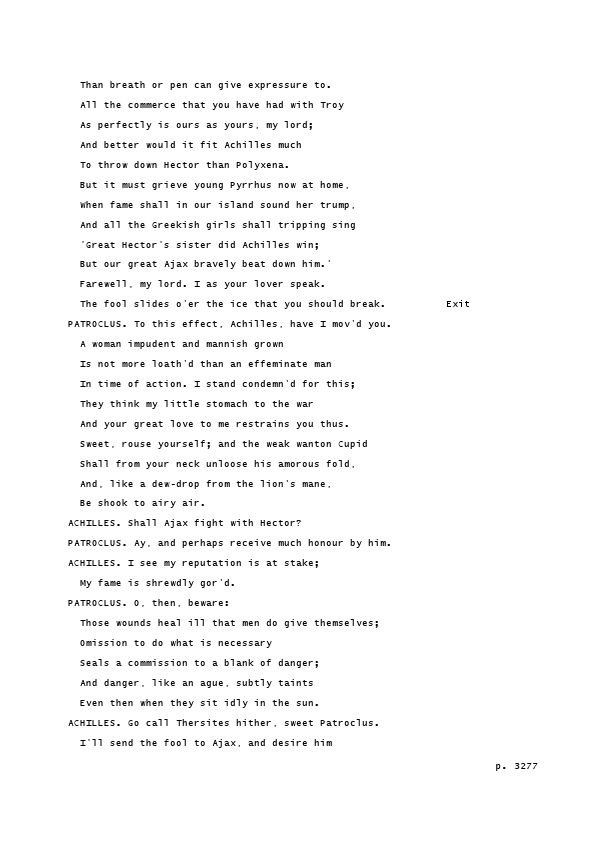 Than breath or pen can give expressure to.
All the commerce that you have had with Troy
As perfectly is ours as yours, my lord;
And better would it fit Achilles much
To throw down Hector than Polyxena.
But it must grieve young Pyrrhus now at home,
When fame shall in our island sound her trump,
And all the Greekish girls shall tripping sing
'Great Hector's sister did Achilles win;
But our great Ajax bravely beat down him.'
Farewell, my lord. I as your lover speak.
The fool slides o'er the ice that you should break. Exit
PATROCLUS. To this effect, Achilles, have I mov'd you.
A woman impudent and mannish grown
Is not more loath'd than an effeminate man
In time of action. I stand condemn'd for this;
They think my little stomach to the war
And your great love to me restrains you thus.
Sweet, rouse yourself; and the weak wanton Cupid
Shall from your neck unloose his amorous fold,
And, like a dew-drop from the lion's mane,
Be shook to airy air.
ACHILLES. Shall Ajax fight with Hector?
PATROCLUS. Ay, and perhaps receive much honour by him.
ACHILLES. I see my reputation is at stake;
My fame is shrewdly gor'd.
PATROCLUS. O, then, beware:
Those wounds heal ill that men do give themselves;
Omission to do what is necessary
Seals a commission to a blank of danger;
And danger, like an ague, subtly taints
Even then when they sit idly in the sun.
ACHILLES. Go call Thersites hither, sweet Patroclus.
I'll send the fool to Ajax, and desire him
p. 3277